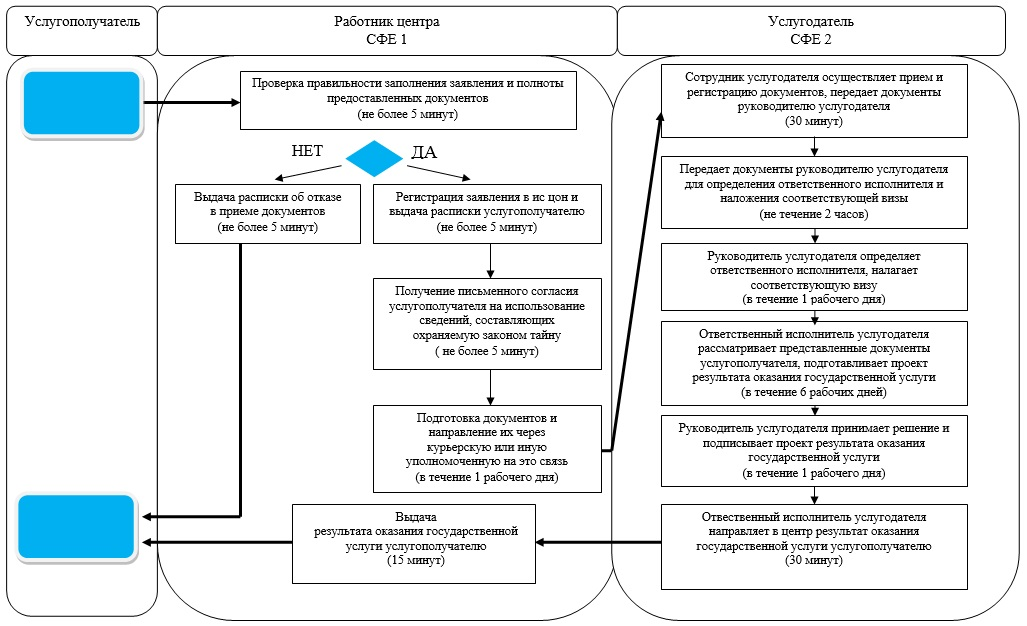 Услугополучатель
Работник центра
СФЕ 1
Услугодатель
СФЕ 2
Проверка правильности заполнения заявления и полноты
предоставленных документов
(не более 5 минут)
НЕТ
ДА
Выдача расписки об отказе
в приеме документов
(не более 5 минут)
Регистрация заявления в ис цон и
выдача расписки услугополучателю
(не более 5 минут)
Получение письменного согласия
услугополучателя на использование
сведений, составляющих
охраняемую законом тайну
( не более 5 минут)
Подготовка документов и
направление их через
курьерскую или иную
уполномоченную на это связь
(в течение 1 рабочего дня)
Сотрудник услугодателя осуществляет прием и
регистрацию документов, передает документы
руководителю услугодателя
(30 минут)
Передает документы руководителю услугодателя
для определения ответственного исполнителя и
наложения соответствующей визы
(не течение 2 часов)
Руководитель услугодателя определяет
ответственного исполнителя, налагает
соответствующую визу
(в течение 1 рабочего дня)
Ответственный исполнитель услугодателя
рассматривает представленные документы
услугополучателя, подготавливает проект
результата оказания государственной услуги
(в течение 6 рабочих дней)
Руководитель услугодателя принимает решение и
подписывает проект результата оказания
государственной услуги
(в течение 1 рабочего дня)
Отвественный исполнитель услугодателя
направляет в центр результат оказания
государственной услуги услугополучателю
(30 минут)
Выдача
результата оказания государственной
услуги услугополучателю
(15 минут)